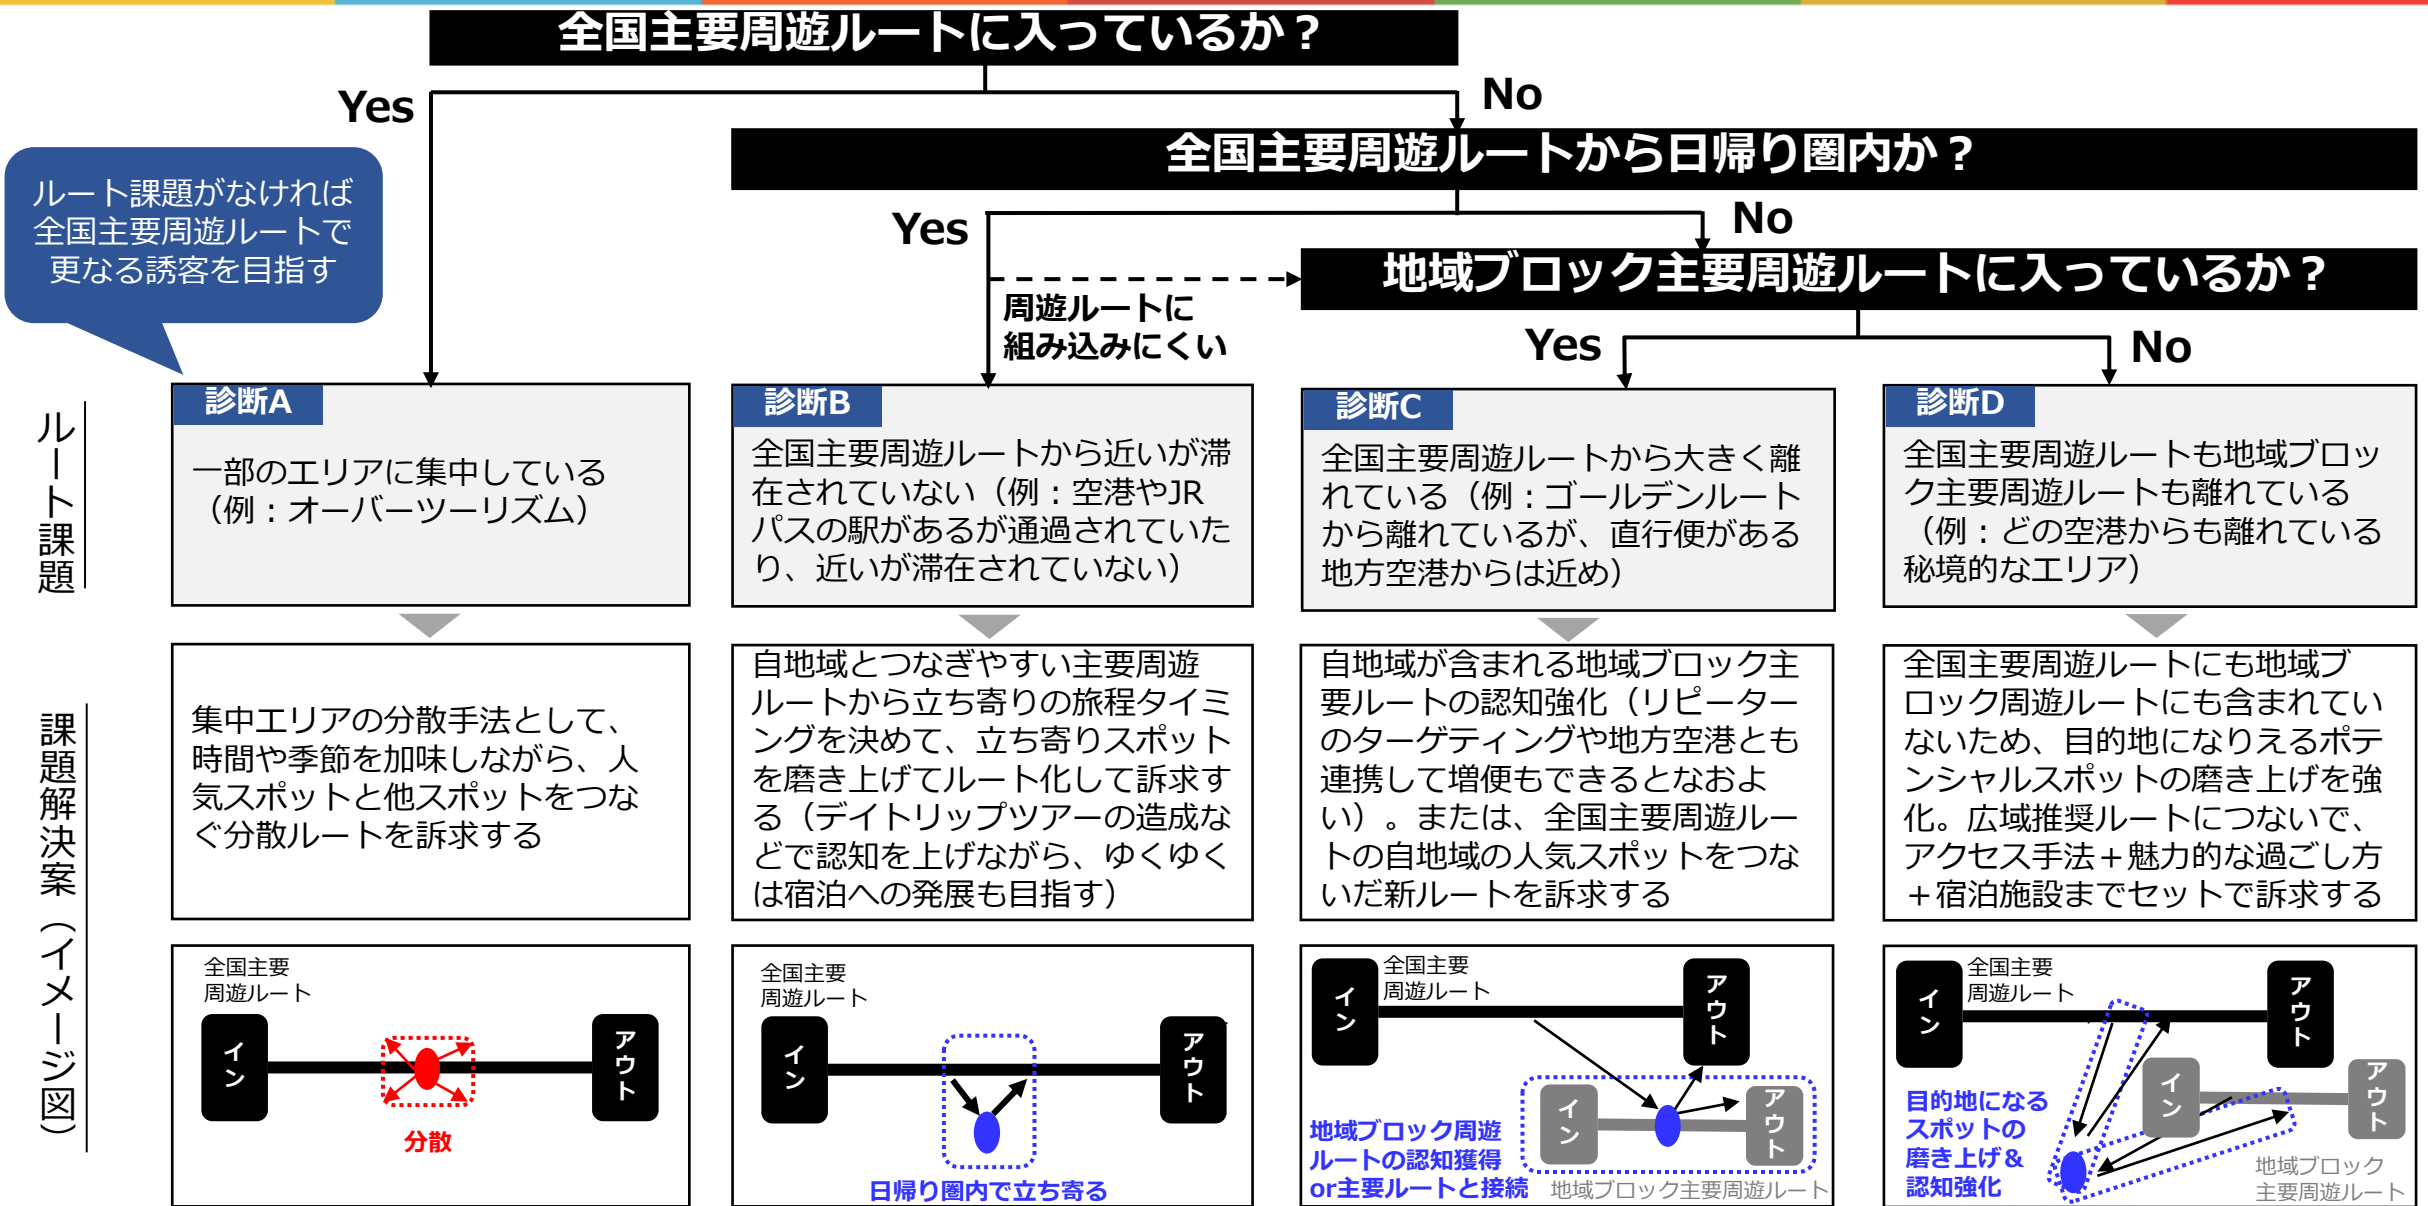 全国主要周遊ルートに入っているか？
Yes
No
全国主要周遊ルートから日帰り圏内か？
ルート課題がなければ
全国主要周遊ルートで
更なる誘客を目指す
Yes
No
地域ブロック主要周遊ルートに入っているか？
周遊ルートに
組み込みにくい
Yes
No
ルート課題
診断A
一部のエリアに集中している
（例：オーバーツーリズム）
診断B
全国主要周遊ルートから近いが滞
在されていない（例：空港やJR
パスの駅があるが通過されていた
り、近いが滞在されていない）
診断C
全国主要周遊ルートから大きく離
れている（例：ゴールデンルート
から離れているが、直行便がある
地方空港からは近め）
診断D
全国主要周遊ルートも地域ブロッ
ク主要周遊ルートも離れている
（例：どの空港からも離れている
秘境的なエリア）
課題解決案（イメージ図）
集中エリアの分散手法として、
時間や季節を加味しながら、人
気スポットと他スポットをつな
ぐ分散ルートを訴求する
自地域とつなぎやすい主要周遊
ルートから立ち寄りの旅程タイミ
ングを決めて、立ち寄りスポット
を磨き上げてルート化して訴求す
る（デイトリップツアーの造成な
どで認知を上げながら、ゆくゆく
は宿泊への発展も目指す）
自地域が含まれる地域ブロック主
要ルートの認知強化（リピーター
のターゲティングや地方空港とも
連携して増便もできるとなおよ
い）。または、全国主要周遊ルー
トの自地域の人気スポットをつな
いだ新ルートを訴求する
全国主要周遊ルートにも地域ブ
ロック周遊ルートにも含まれてい
ないため、目的地になりえるポテ
ンシャルスポットの磨き上げを強
化。広域推奨ルートにつないで、
アクセス手法＋魅力的な過ごし方
＋宿泊施設までセットで訴求する
全国主要
周遊ルート
イン
アウト
分散
全国主要
周遊ルート
イン
アウト
日帰り圏内で立ち寄る
全国主要
周遊ルート
イン
アウト
イン
アウト
地域ブロック周遊
ルートの認知獲得
or主要ルートと接続
地域ブロック主要周遊ルート
全国主要
周遊ルート
イン
アウト
イン
アウト
目的地になる
スポットの
磨き上げ＆
認知強化
地域ブロック
主要周遊ルート